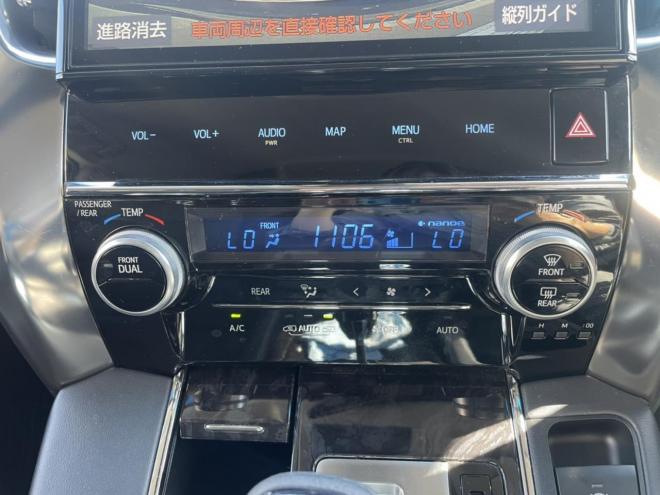 進路消去 車両周辺を直接確認してください 縦列ガイド
VOL- VOL+ AUDIO MAP MENU HOME
PWR CTRL
PASSENGER
/ REAR TEMP TEMP
FRONT nanoe
LO 1106 LO
FRONT
DUAL
FRONT
REAR
REAR < >
A/C AUTO OFF AUTO
H M :00